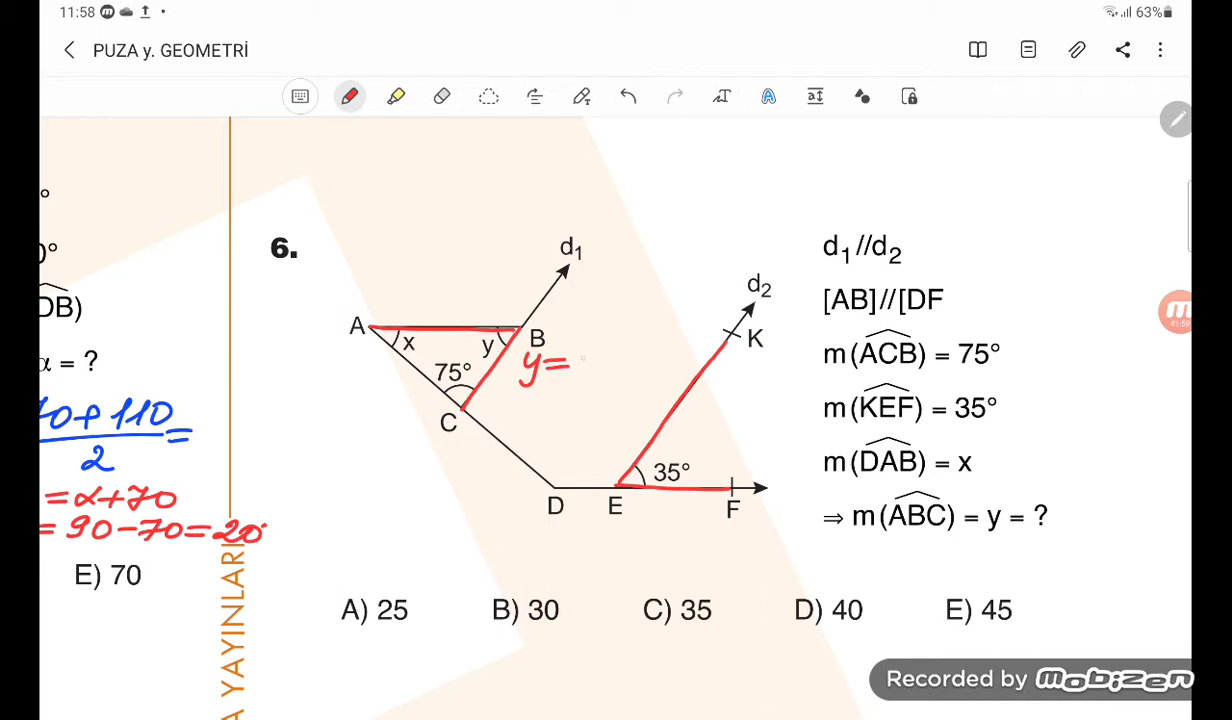 11:58 63%
PUZA y. GEOMETRİ
0°
DB)
α = ?
+ 110
2
= α+70
= 90-70=20°
E) 70
YAYINLARI
6.
d1
d2
A
B
x
y
75°
y=
C
K
35°
D
E
F
d1//d2
[AB]//[DF
m(ACB) = 75°
m(KEF) = 35°
m(DAB) = x
⇒ m(ABC) = y = ?
A) 25 B) 30 C) 35 D) 40 E) 45
41:59
Recorded by mobizen